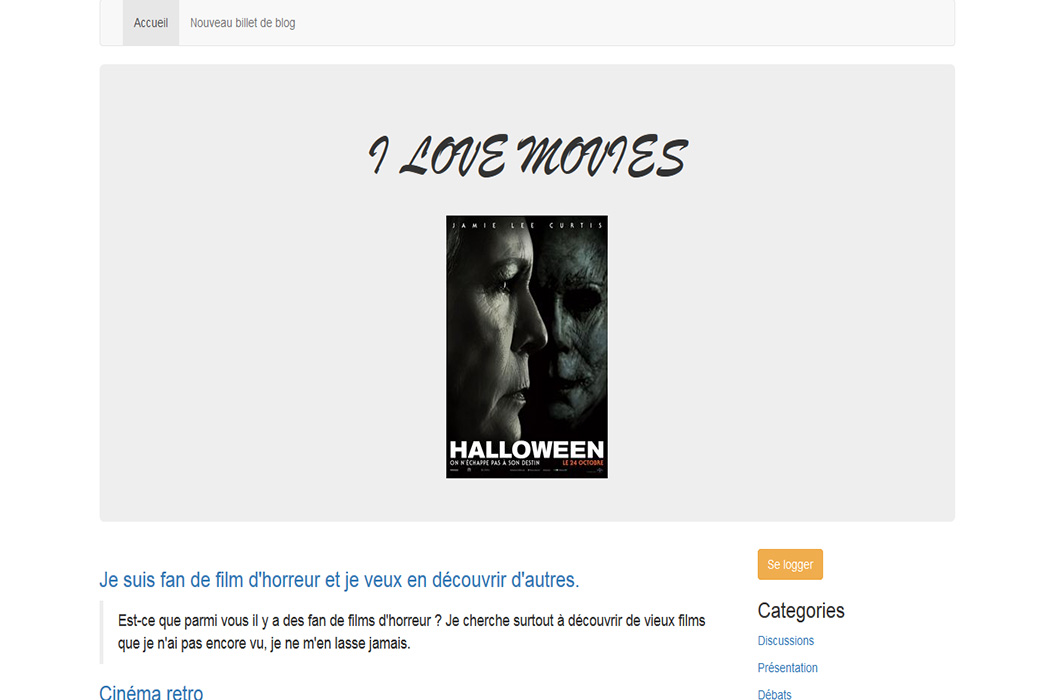 Accueil Nouveau billet de blog
I LOVE MOVIES
JAMIE LEE CURTIS
HALLOWEEN
ON N'ÉCHAPPE PAS À SON DESTIN LE 24 OCTOBRE
Je suis fan de film d'horreur et je veux en découvrir d'autres.
Est-ce que parmi vous il y a des fan de films d'horreur ? Je cherche surtout à découvrir de vieux films
que je n'ai pas encore vu, je ne m'en lasse jamais.
Cinéma retro
Se logger
Categories
Discussions
Présentation
Débats